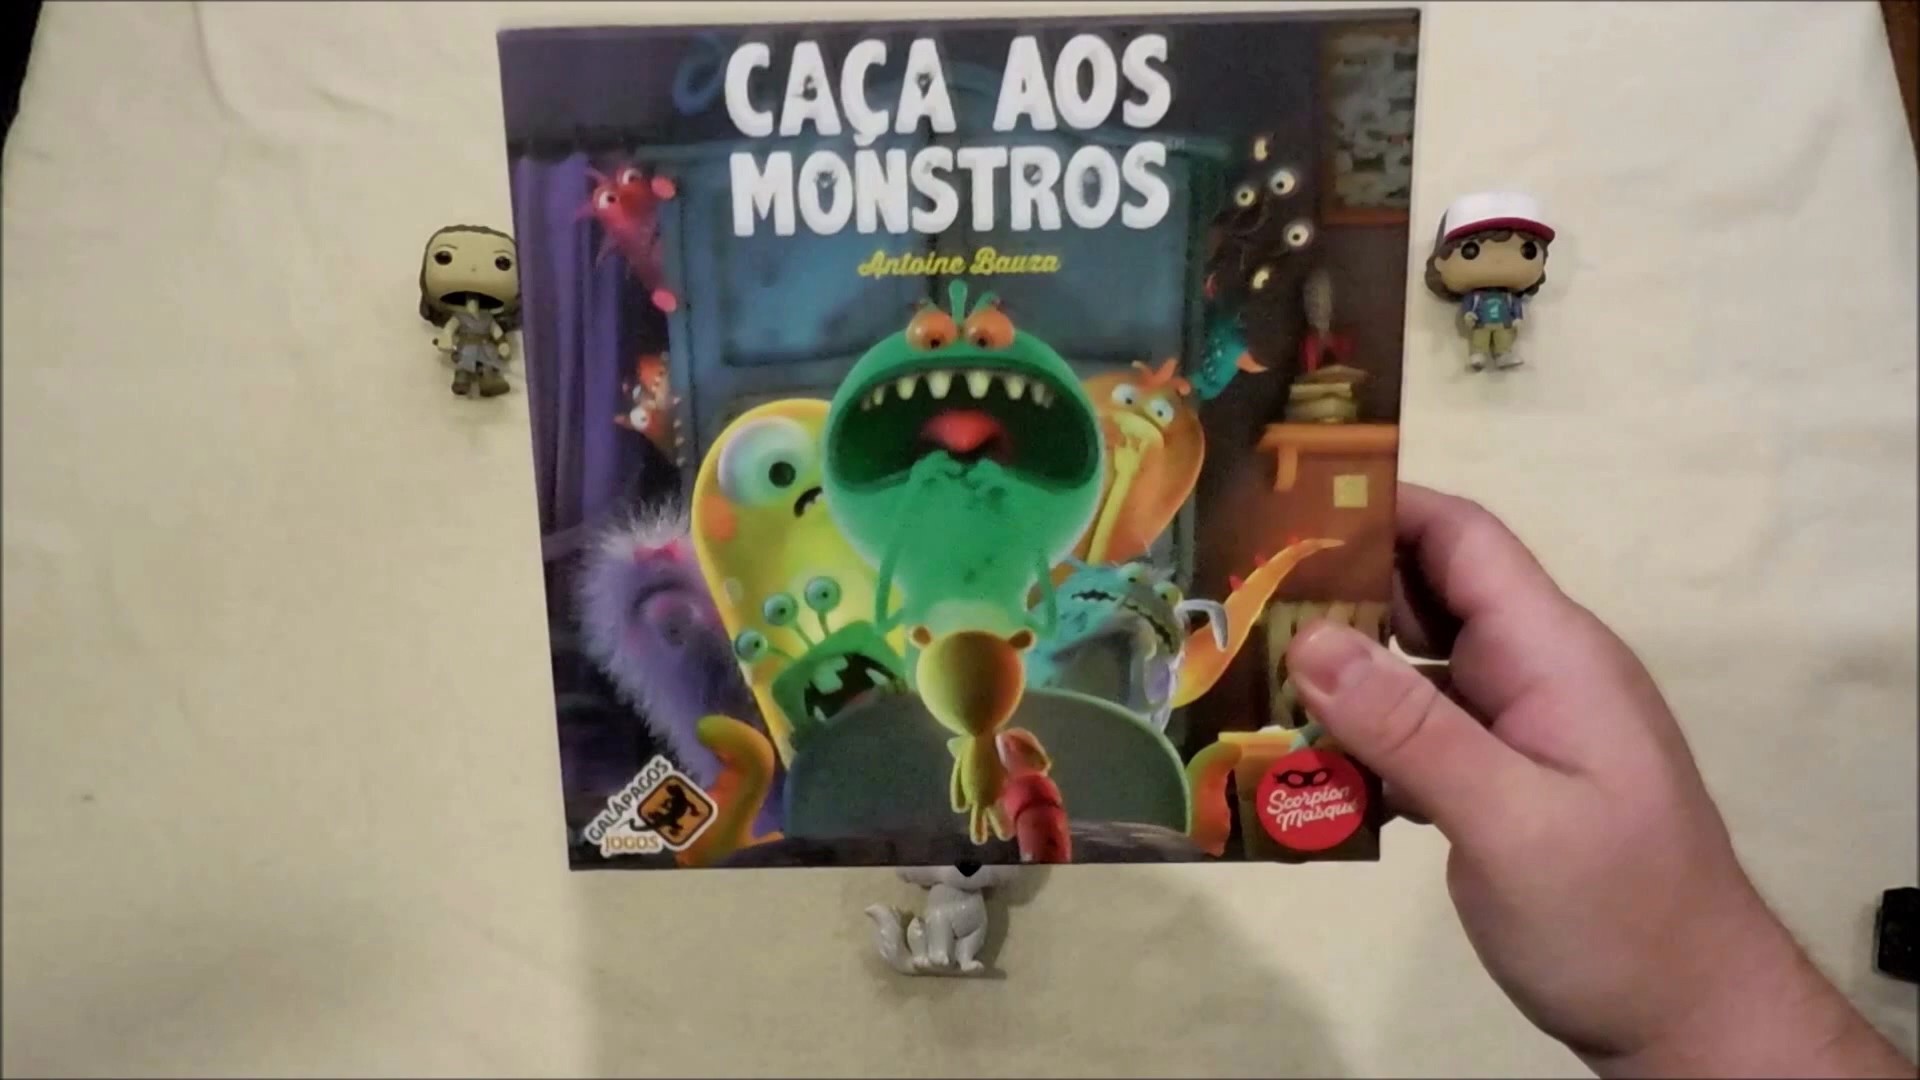 CAÇA AOS
MONSTROS
Antoine Bauza
GALÁPAGOS
JOGOS
Scorpion
Masqué